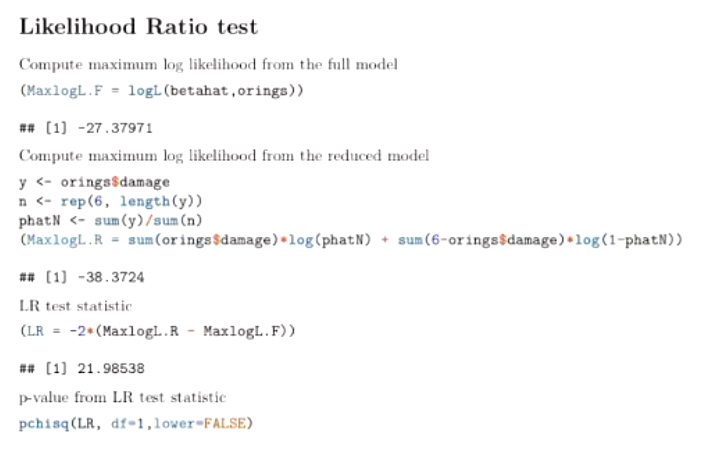 Likelihood Ratio test
Compute maximum log likelihood from the full model
(MaxlogL.F = logL(betahat,orings))
## [1] -27.37971
Compute maximum log likelihood from the reduced model
y <- orings$damage
n <- rep(6, length(y))
phatN <- sum(y)/sum(n)
(MaxlogL.R = sum(orings$damage)*log(phatN) + sum(6-orings$damage)*log(1-phatN))
## [1] -38.3724
LR test statistic
(LR = -2*(MaxlogL.R - MaxlogL.F))
## [1] 21.98538
p-value from LR test statistic
pchisq(LR, df=1,lower=FALSE)